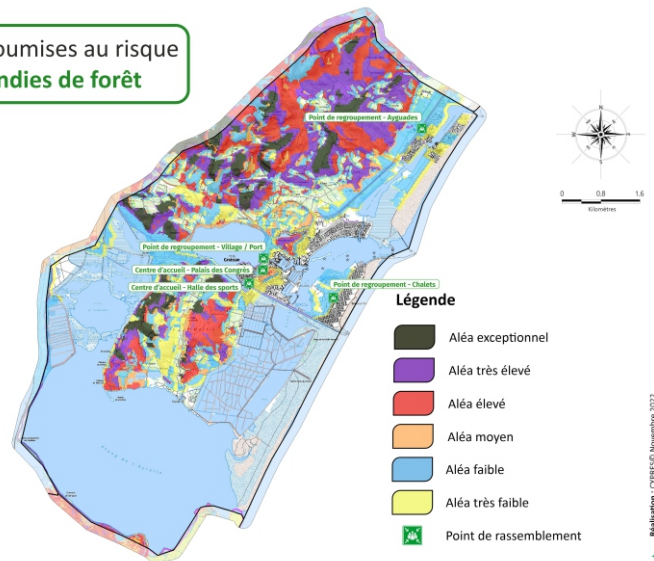 oumises au risque
ndies de forêt
Point de regroupement - Ayguades
Point de regroupement - Village / Port
Gruissan
Centre d'accueil - Palais des Congrès
Centre d'accueil - Halle des sports
Point de regroupement - Chalets
N
E
S
W
0 0,8 1,6
Kilomètres
Légende
Aléa exceptionnel
Aléa très élevé
Aléa élevé
Aléa moyen
Aléa faible
Aléa très faible
Point de rassemblement
Réalisation : CYPRES© Novembre 2022